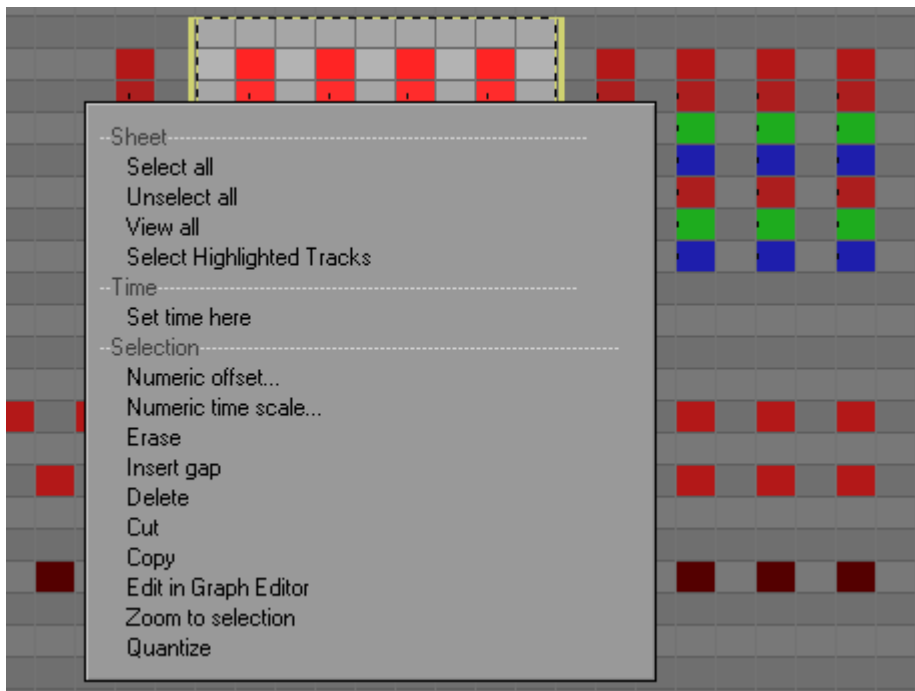 Sheet
Select all
Unselect all
View all
Select Highlighted Tracks
Time
Set time here
Selection
Numeric offset...
Numeric time scale...
Erase
Insert gap
Delete
Cut
Copy
Edit in Graph Editor
Zoom to selection
Quantize